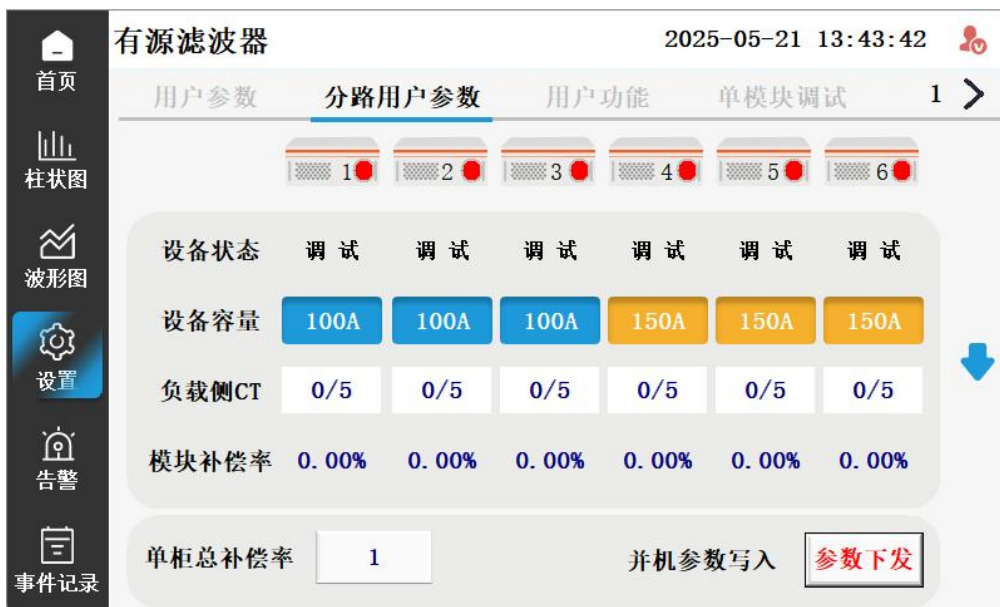 有源滤波器 2025-05-21 13:43:42
首页
用户参数 分路用户参数 用户功能 单模块调试 1
柱状图
1 2 3 4 5 6
波形图
设备状态 调 试 调 试 调 试 调 试 调 试 调 试
设备容量 100A 100A 100A 150A 150A 150A
设置
负载侧CT 0/5 0/5 0/5 0/5 0/5 0/5
告警
模块补偿率 0.00% 0.00% 0.00% 0.00% 0.00% 0.00%
单柜总补偿率 1 并机参数写入 参数下发
事件记录